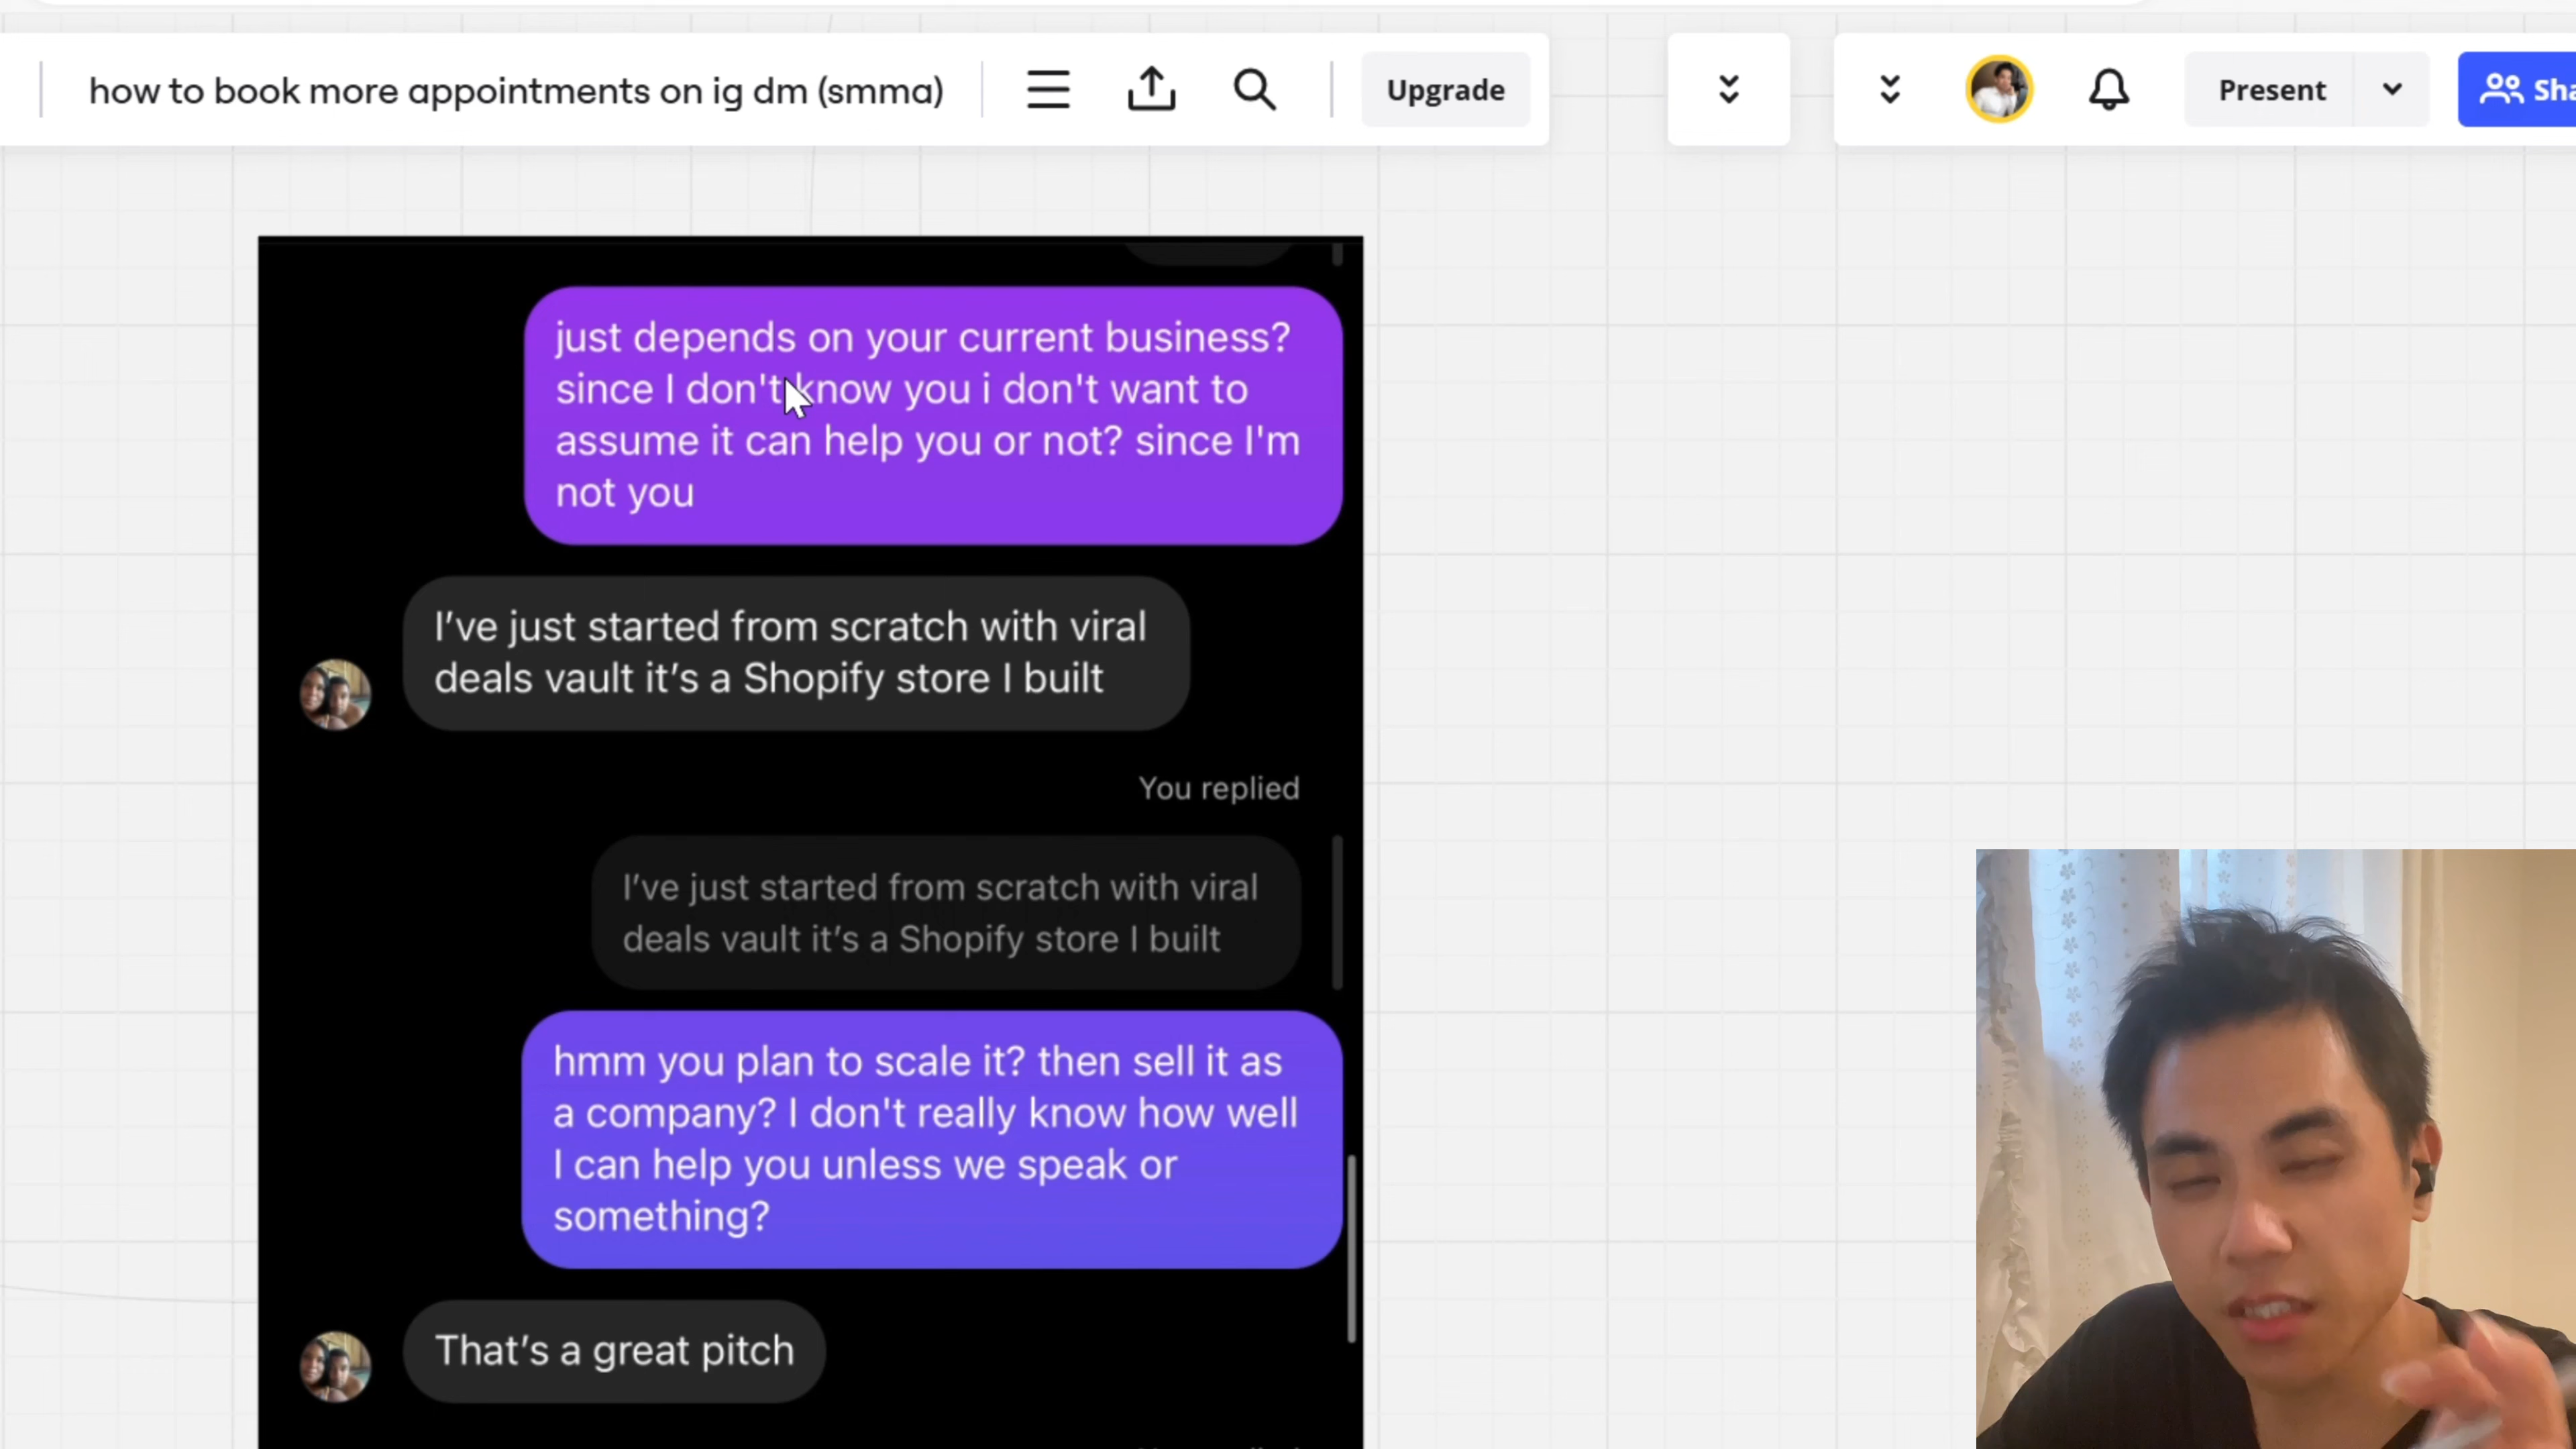 how to book more appointments on ig dm (smma)
Upgrade
Present
just depends on your current business?
since I don't know you i don't want to
assume it can help you or not? since I'm
not you
I’ve just started from scratch with viral
deals vault it’s a Shopify store I built
You replied
I’ve just started from scratch with viral
deals vault it’s a Shopify store I built
hmm you plan to scale it? then sell it as
a company? I don't really know how well
I can help you unless we speak or
something?
That’s a great pitch